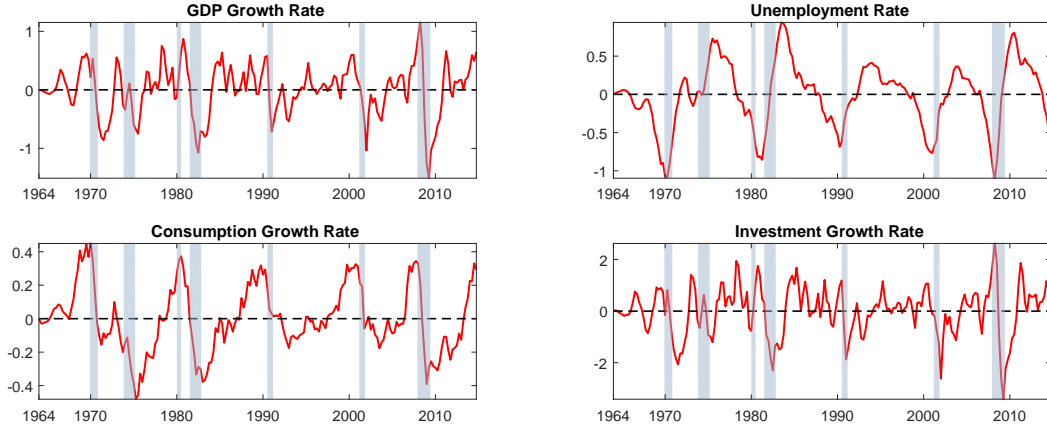 GDP Growth Rate
1
0
-1
1964 1970 1980 1990 2000 2010
Unemployment Rate
0.5
0
-0.5
-1
1964 1970 1980 1990 2000 2010
Consumption Growth Rate
0.4
0.2
0
-0.2
-0.4
1964 1970 1980 1990 2000 2010
Investment Growth Rate
2
0
-2
1964 1970 1980 1990 2000 2010